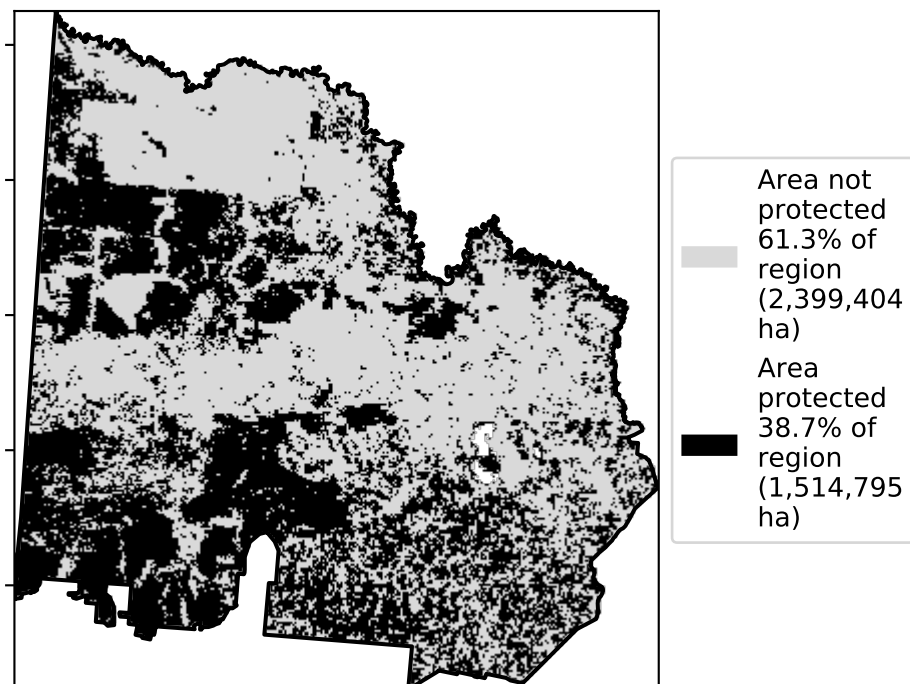 Area not
protected
61.3% of
region
(2,399,404
ha)
Area
protected
38.7% of
region
(1,514,795
ha)